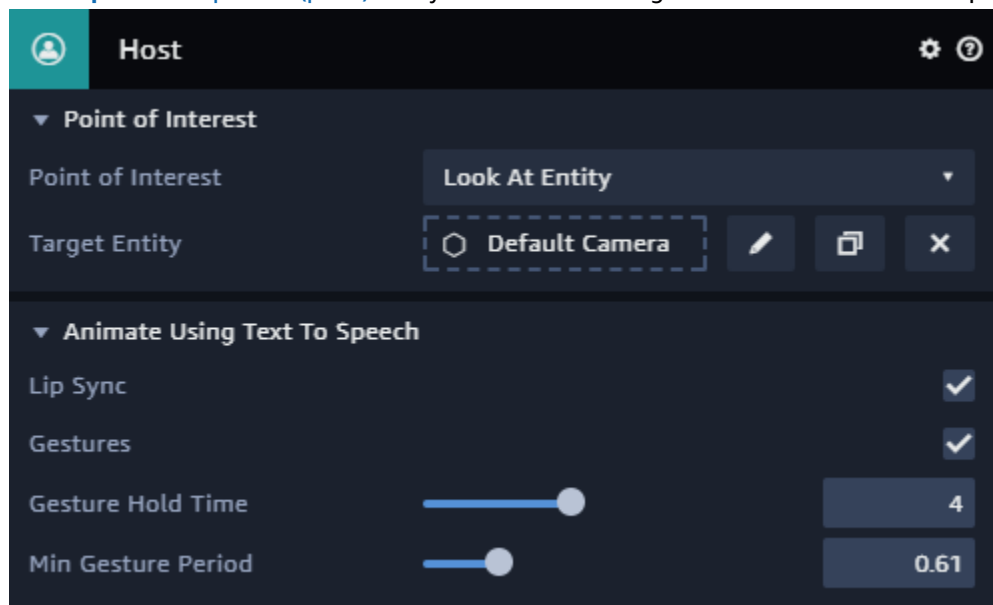 Host
Point of Interest
Point of Interest Look At Entity
Target Entity Default Camera
Animate Using Text To Speech
Lip Sync
Gestures
Gesture Hold Time 4
Min Gesture Period 0.61